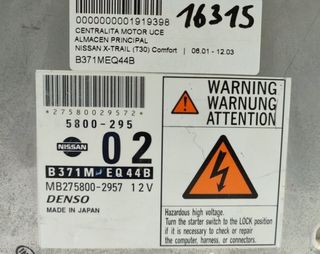 0000000001919398
16315
CENTRALITA MOTOR UCE
ALMACEN PRINCIPAL
NISSAN X-TRAIL (T30) Comfort | 06.01 - 12.03
B371MEQ44B
*27580029572*
5800-295
NISSAN
02
B371M EQ44B
MB275800-2957 12V
DENSO
MADE IN JAPAN
WARNING
WARNUNG
ATTENTION
Hazardous high voltage.
Turn the starter switch to the LOCK position
if it is necessary to check or repair
the computer, harness, or connectors.